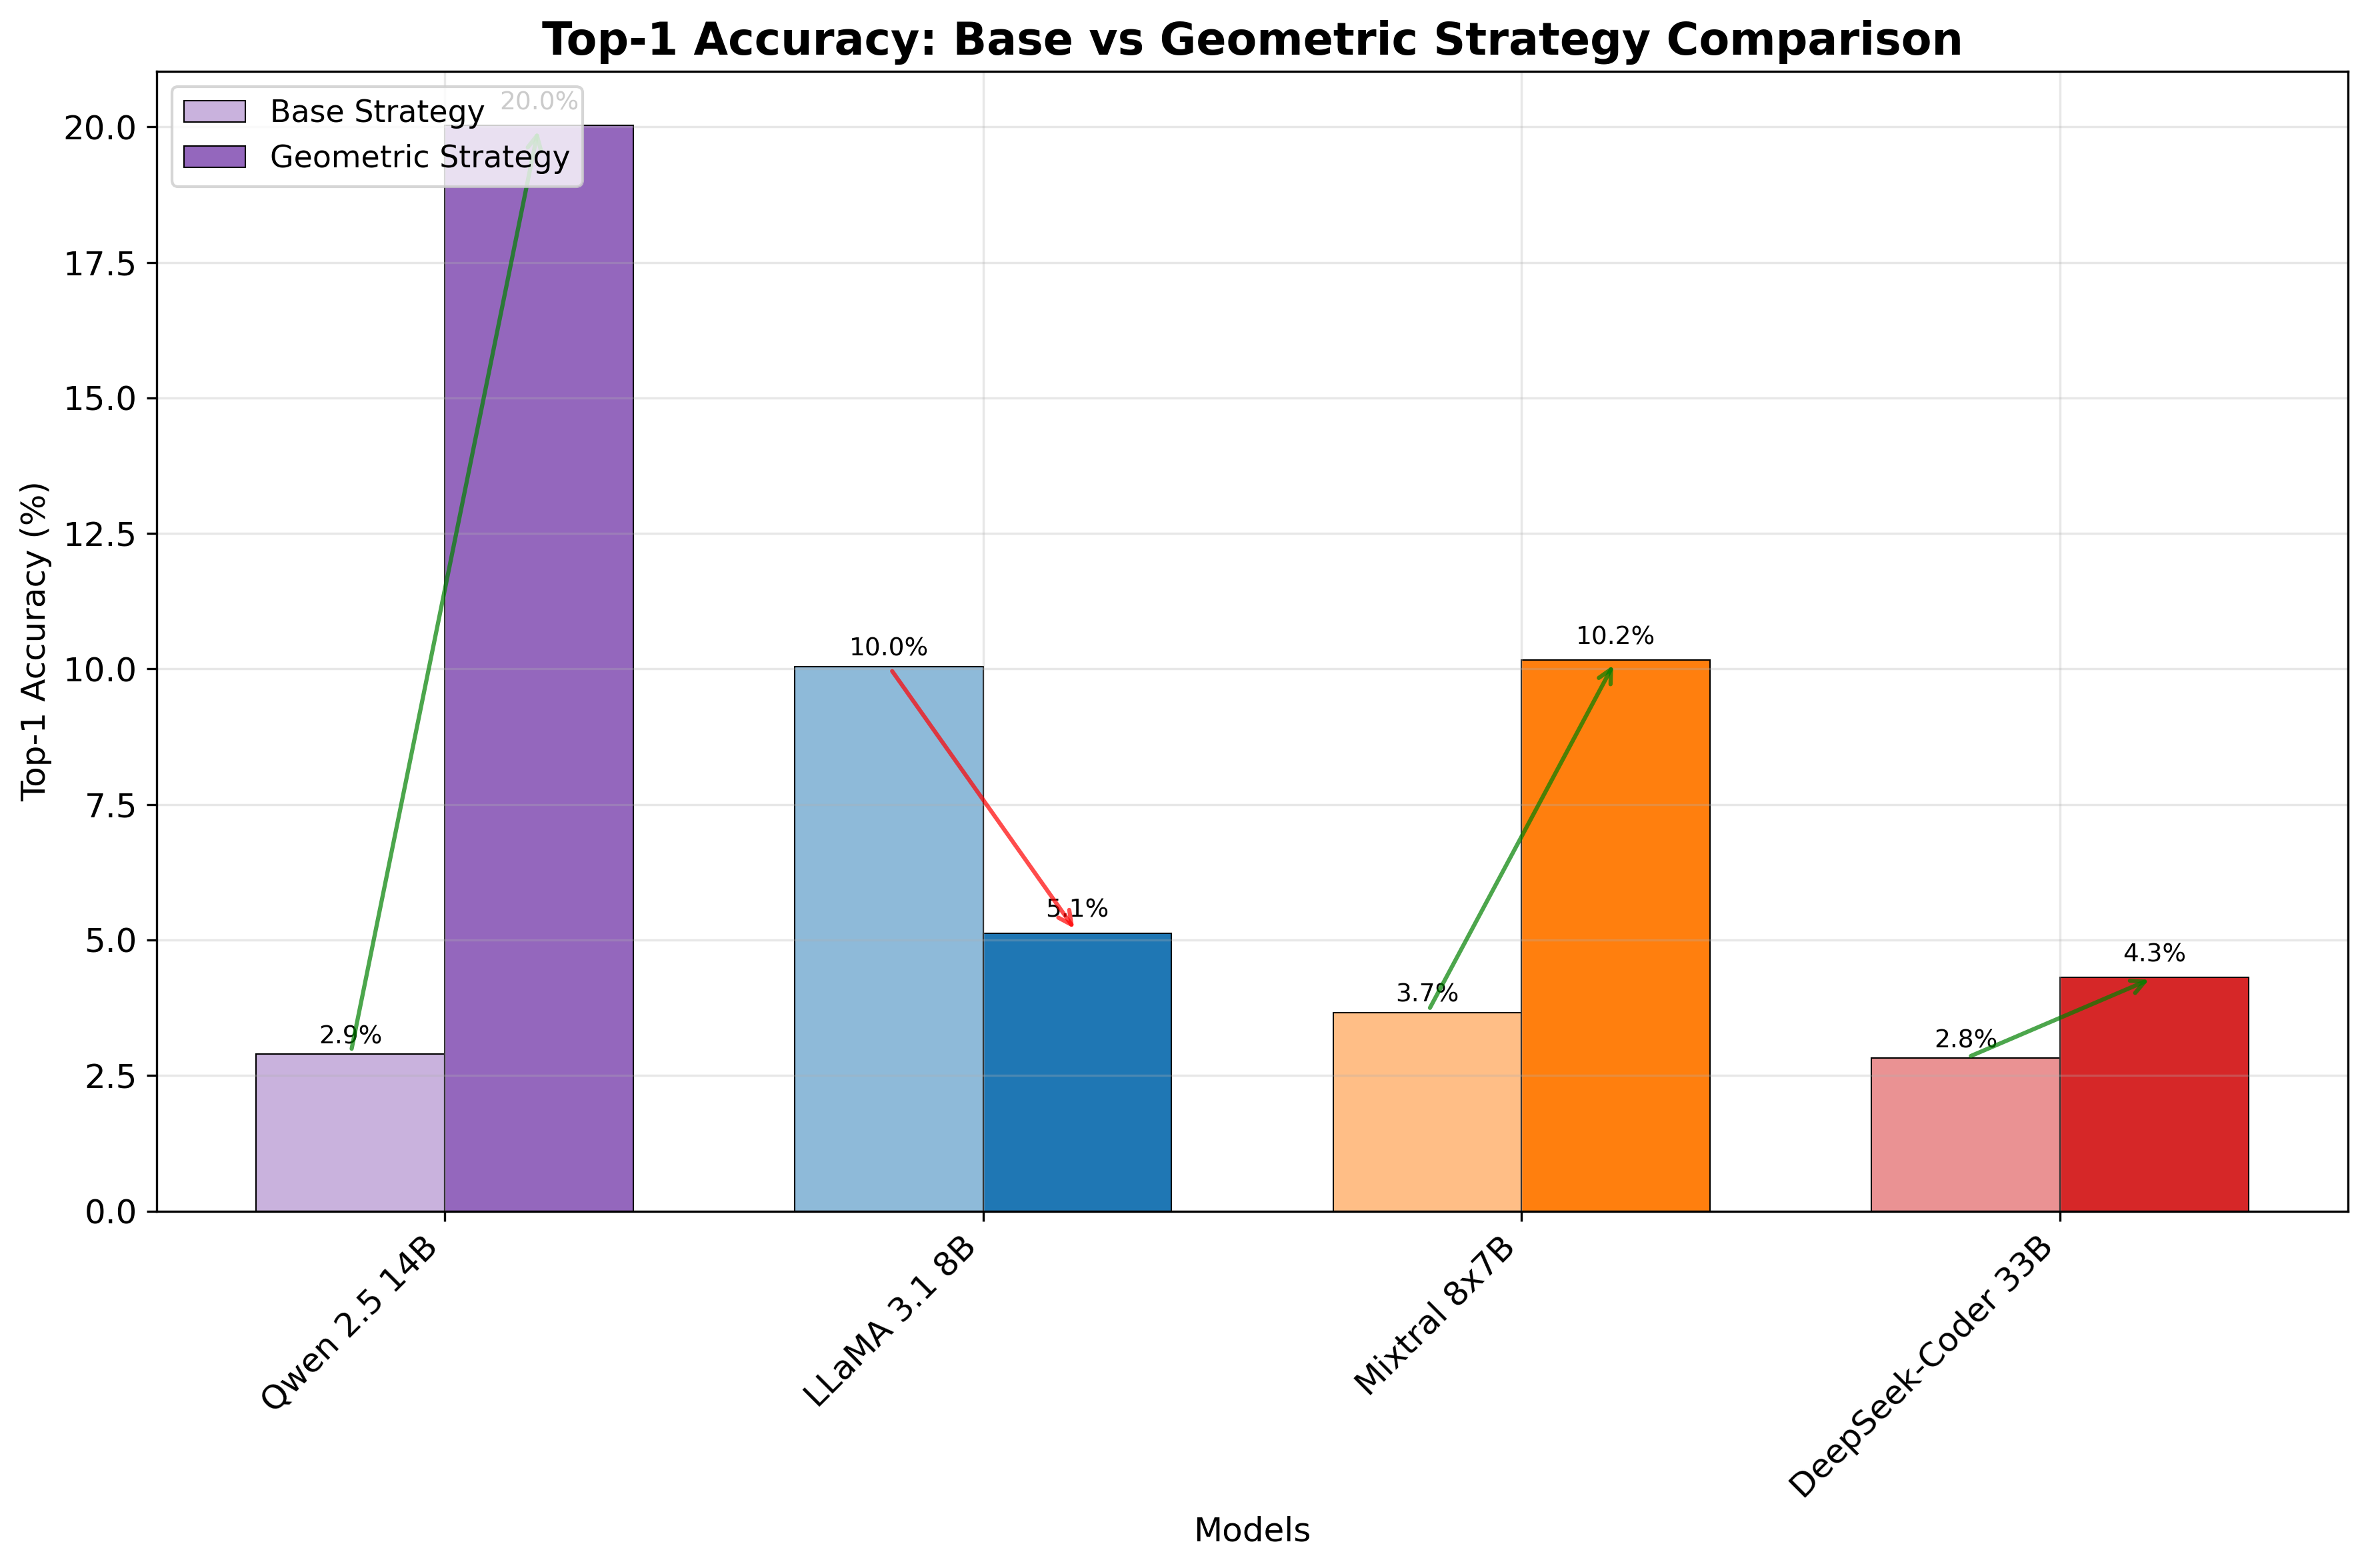 Top-1 Accuracy: Base vs Geometric Strategy Comparison
Base Strategy
Geometric Strategy
20.0%
20.0
17.5
15.0
12.5
10.0
7.5
5.0
2.5
0.0
Top-1 Accuracy (%)
2.9%
10.0%
5.1%
3.7%
10.2%
2.8%
4.3%
Qwen 2.5 14B
LLaMA 3.1 8B
Mixtral 8x7B
DeepSeek-Coder 33B
Models